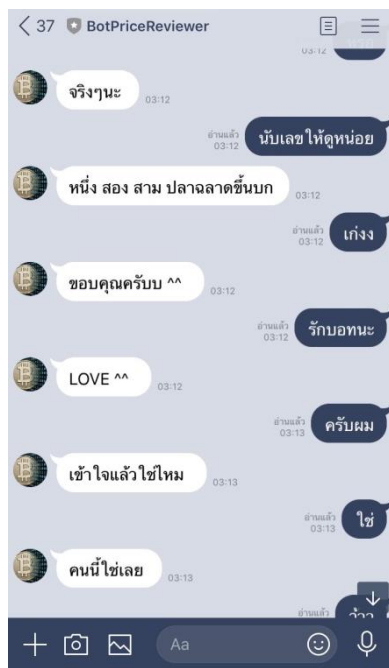 37 BotPriceReviewer
03:12
จริงๆนะ 03:12
อ่านแล้ว
03:12 นับเลขให้ดูหน่อย
หนึ่ง สอง สาม ปลาฉลาดขึ้นบก 03:12
อ่านแล้ว
03:12 เก่งง
ขอบคุณครับบ ^^ 03:12
อ่านแล้ว
03:12 รักบอทนะ
LOVE ^^ 03:12
อ่านแล้ว
03:13 ครับผม
เข้าใจแล้วใช่ไหม 03:13
อ่านแล้ว
03:13 ใช่
คนนี้ใช่เลย 03:13
อ่านแล้ว
Aa